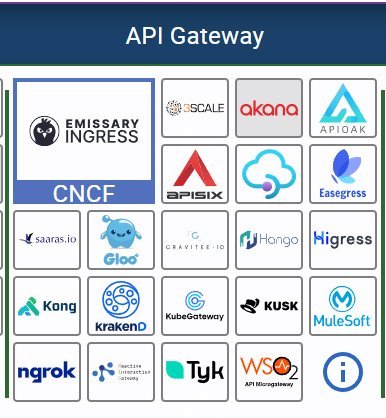 API Gateway
EMISSARY
INGRESS
CNCF
3SCALE
akana
APIOAK
APISIX
Easegress
saaras.io
Gloo
GRAVITEE.IO
Hango
Higress
Kong
krakenD
KubeGateway
KUSK
MuleSoft
ngrok
Reactive
Interaction
Gateway
Tyk
WSO2
API Microgateway